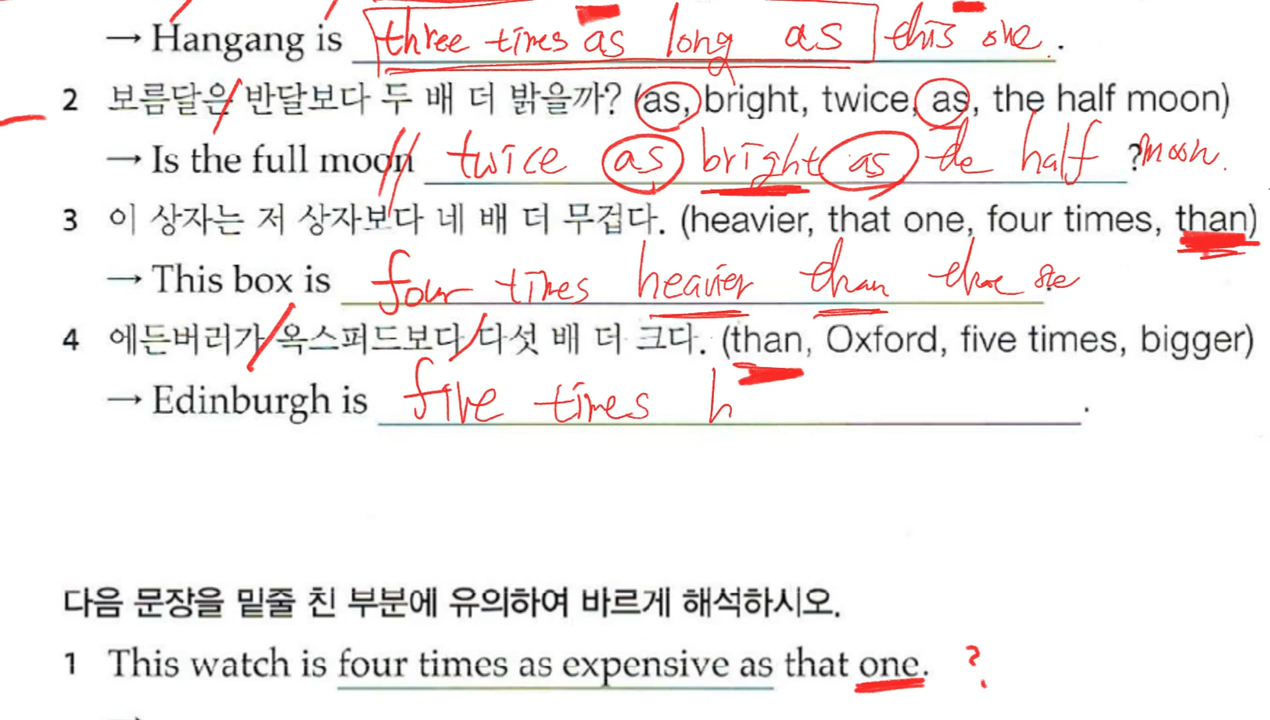 → Hangang is three times as long as this one.
2 보름달은 반달보다 두 배 더 밝을까? (as, bright, twice, as, the half moon)
→ Is the full moon twice as bright as the half ? moon.
3 이 상자는 저 상자보다 네 배 더 무겁다. (heavier, that one, four times, than)
→ This box is four times heavier than
4 에든버러가 옥스퍼드보다 다섯 배 더 크다. (than, Oxford, five times, bigger)
→ Edinburgh is five times b .
다음 문장을 밑줄 친 부분에 유의하여 바르게 해석하시오.
1 This watch is four times as expensive as that one. ?